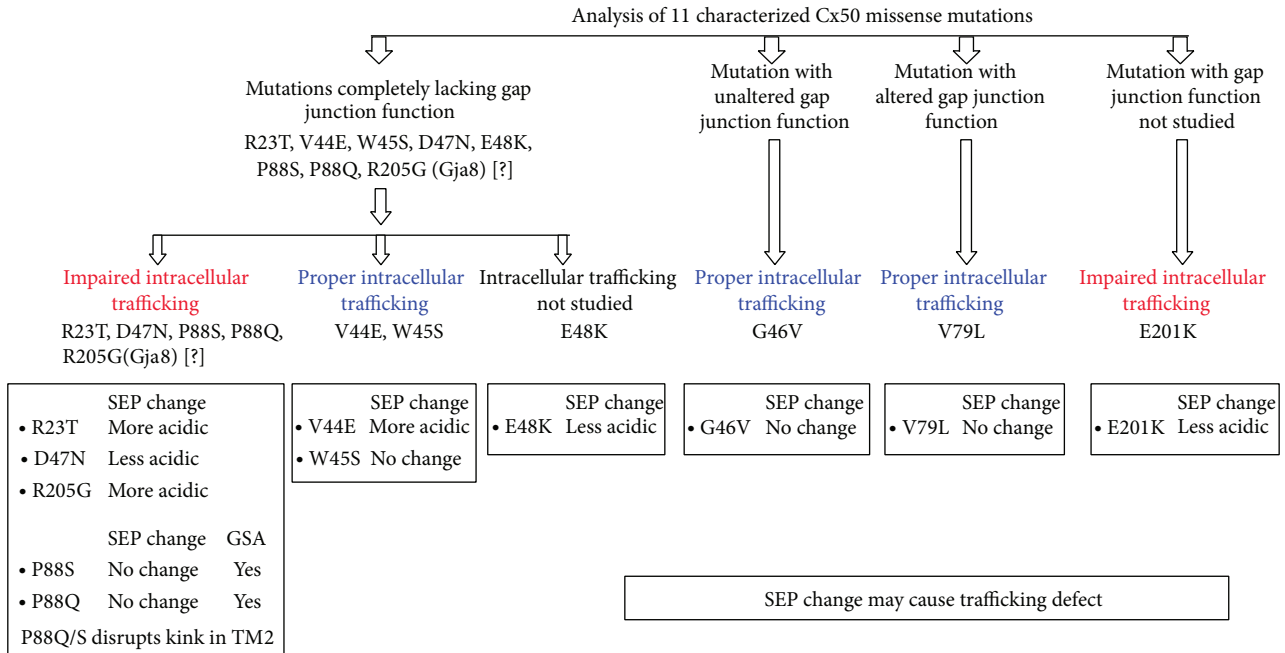 Analysis of 11 characterized Cx50 missense mutations
Mutations completely lacking gap
junction function
R23T, V44E, W45S, D47N, E48K,
P88S, P88Q, R205G (Gja8) [?]
Mutation with
unaltered gap
junction function
Mutation with
altered gap junction
function
Mutation with gap
junction function
not studied
Impaired intracellular
trafficking
R23T, D47N, P88S, P88Q,
R205G(Gja8) [?]
Proper intracellular
trafficking
V44E, W45S
Intracellular trafficking
not studied
E48K
Proper intracellular
trafficking
G46V
Proper intracellular
trafficking
V79L
Impaired intracellular
trafficking
E201K
SEP change
• R23T More acidic
• D47N Less acidic
• R205G More acidic
SEP change GSA
• P88S No change Yes
• P88Q No change Yes
P88Q/S disrupts kink in TM2
SEP change
• V44E More acidic
• W45S No change
SEP change
• E48K Less acidic
SEP change
• G46V No change
SEP change
• V79L No change
SEP change
• E201K Less acidic
SEP change may cause trafficking defect